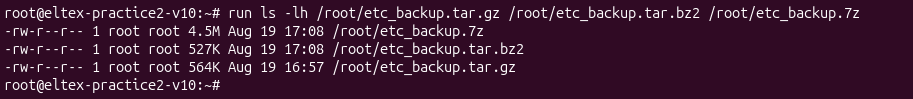 root@eltex-practice2-v10:~# run ls -lh /root/etc_backup.tar.gz /root/etc_backup.tar.bz2 /root/etc_backup.7z
-rw-r--r-- 1 root root 4.5M Aug 19 17:08 /root/etc_backup.7z
-rw-r--r-- 1 root root 527K Aug 19 17:08 /root/etc_backup.tar.bz2
-rw-r--r-- 1 root root 564K Aug 19 16:57 /root/etc_backup.tar.gz
root@eltex-practice2-v10:~#